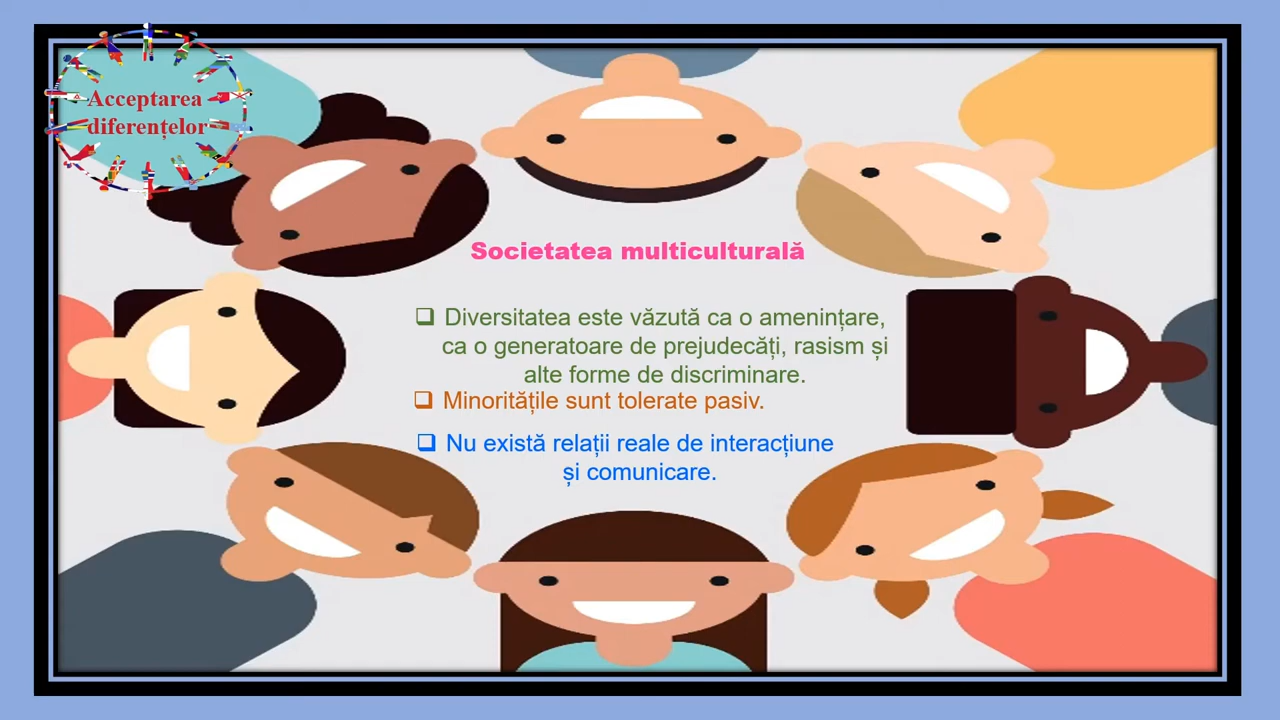 Acceptarea
diferențelor
Societatea multiculturală
❑ Diversitatea este văzută ca o amenințare,
ca o generatoare de prejudecăți, rasism și
alte forme de discriminare.
❑ Minoritățile sunt tolerate pasiv.
❑ Nu există relații reale de interacțiune
și comunicare.